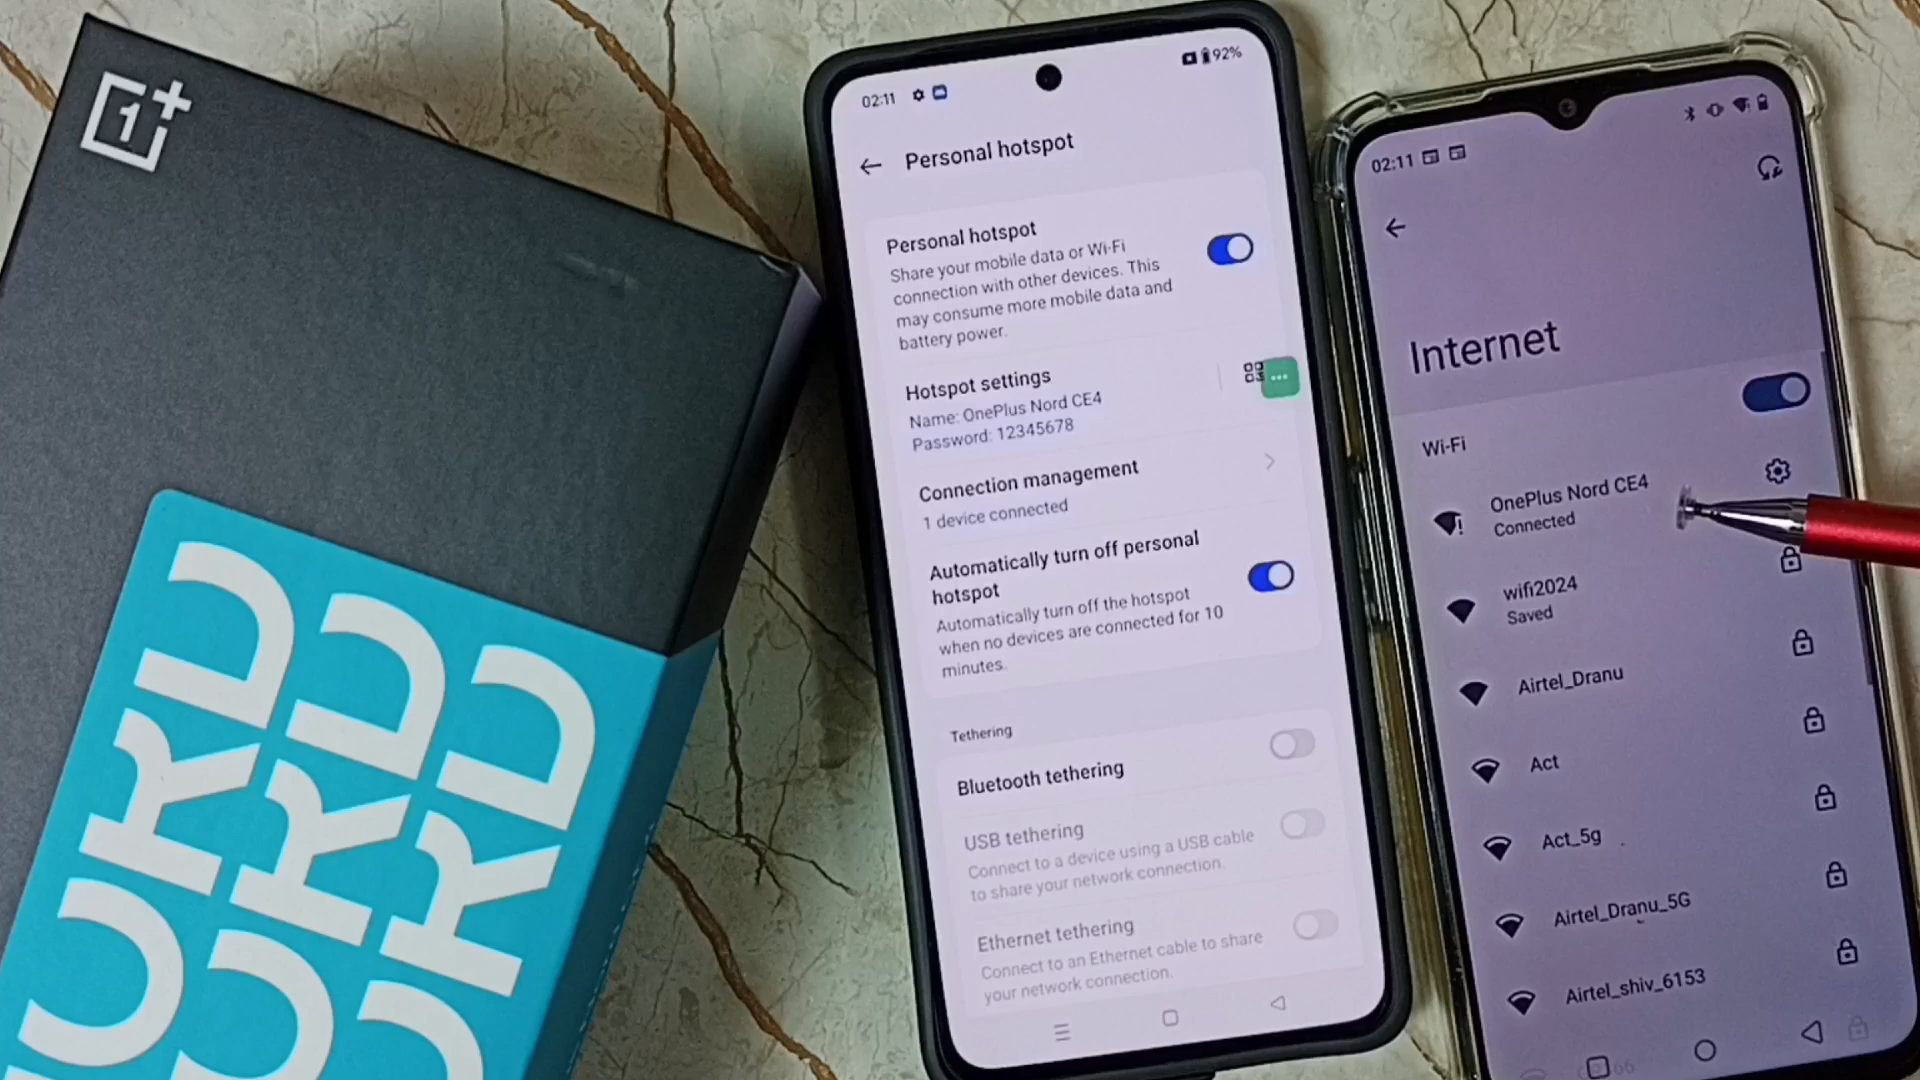 1+
NORD
NORD
NORD
02:11
92%
Personal hotspot
Personal hotspot
Share your mobile data or Wi-Fi
connection with other devices. This
may consume more mobile data and
battery power.
Hotspot settings
Name: OnePlus Nord CE4
Password: 12345678
Connection management
1 device connected
Automatically turn off personal
hotspot
Automatically turn off the hotspot
when no devices are connected for 10
minutes.
Tethering
Bluetooth tethering
USB tethering
Connect to a device using a USB cable
to share your network connection.
Ethernet tethering
Connect to an Ethernet cable to share
your network connection.
02:11
Internet
Wi-Fi
OnePlus Nord CE4
Connected
wifi2024
Saved
Airtel_Dranu
Act
Act_5g
Airtel_Dranu_5G
Airtel_shiv_6153